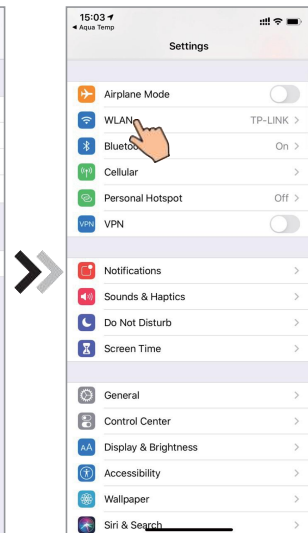 15:03
◀ Aqua Temp
Settings
Airplane Mode
WLAN TP-LINK
On
Cellular
Personal Hotspot Off
VPN VPN
Notifications
Sounds & Haptics
Do Not Disturb
Screen Time
General
Control Center
AA Display & Brightness
Accessibility
Wallpaper
Siri & Search